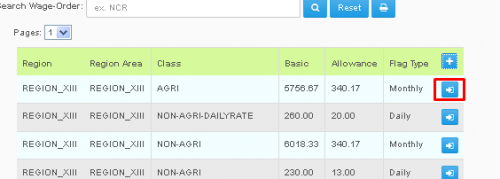 Search Wage-Order: ex. NCR Reset
Pages: 1
Region Region Area Class Basic Allowance Flag Type
REGION_XIII REGION_XIII AGRI 5756.67 340.17 Monthly
REGION_XIII REGION_XIII NON-AGRI-DAILYRATE 260.00 20.00 Daily
REGION_XIII REGION_XIII NON-AGRI 6018.33 340.17 Monthly
REGION_XIII REGION_XIII NON-AGRI 230.00 13.00 Daily